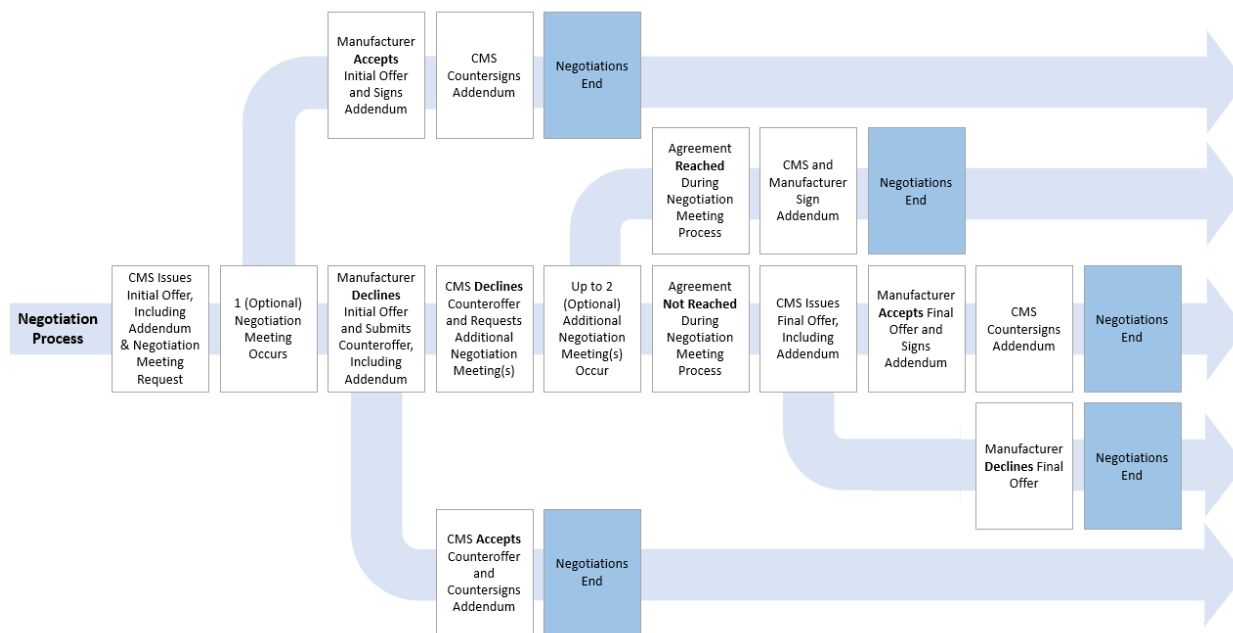 Manufacturer
Accepts
Initial Offer
and Signs
Addendum
CMS
Countersigns
Addendum
Negotiations
End
Agreement
Reached
During
Negotiation
Meeting
Process
CMS and
Manufacturer
Sign
Addendum
Negotiations
End
Negotiation
Process
CMS Issues
Initial Offer,
Including
Addendum
& Negotiation
Meeting
Request
1 (Optional)
Negotiation
Meeting
Occurs
Manufacturer
Declines
Initial Offer
and Submits
Counteroffer,
Including
Addendum
CMS Declines
Counteroffer
and Requests
Additional
Negotiation
Meeting(s)
Up to 2
(Optional)
Additional
Negotiation
Meeting(s)
Occur
Agreement
Not Reached
During
Negotiation
Meeting
Process
CMS Issues
Final Offer,
Including
Addendum
Manufacturer
Accepts Final
Offer and
Signs
Addendum
CMS
Countersigns
Addendum
Negotiations
End
Manufacturer
Declines Final
Offer
Negotiations
End
CMS Accepts
Counteroffer
and
Countersigns
Addendum
Negotiations
End